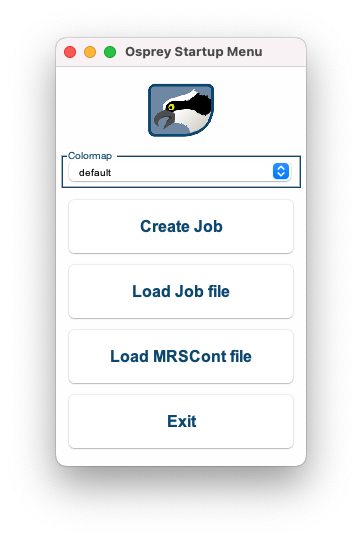 Osprey Startup Menu
Colormap
default
Create Job
Load Job file
Load MRSCont file
Exit